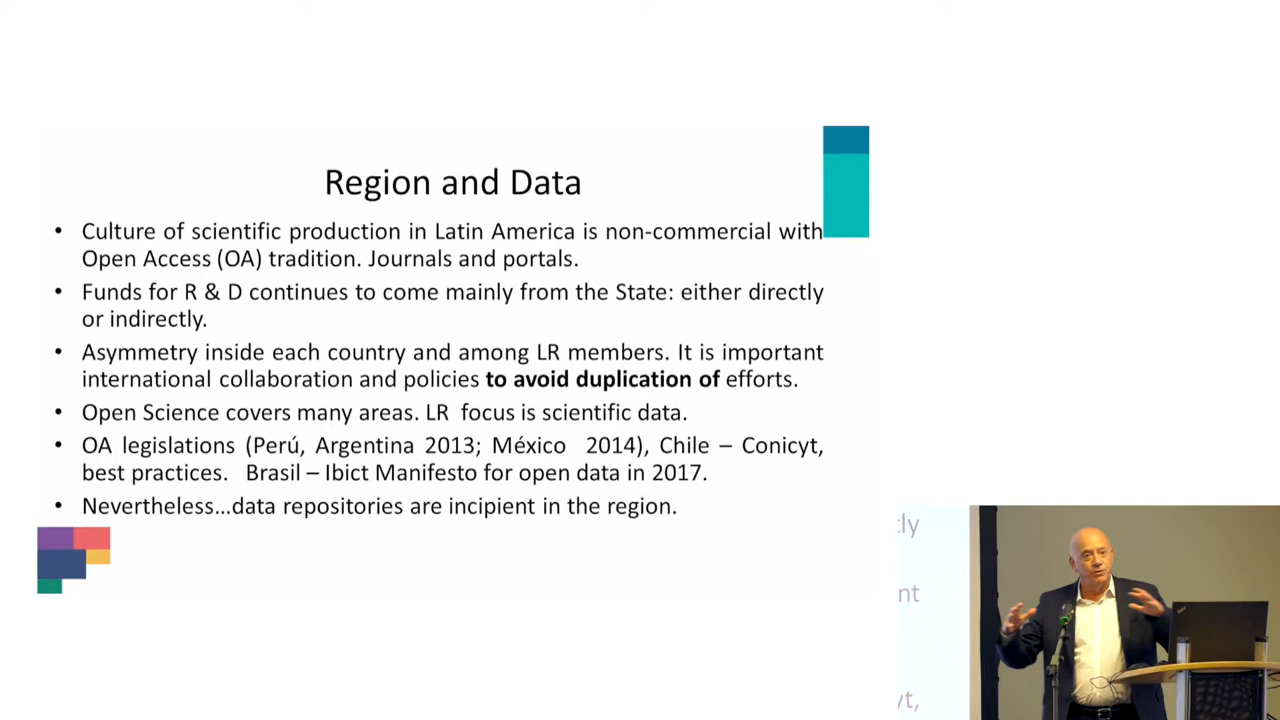 Region and Data
• Culture of scientific production in Latin America is non-commercial with
Open Access (OA) tradition. Journals and portals.
• Funds for R & D continues to come mainly from the State: either directly
or indirectly.
• Asymmetry inside each country and among LR members. It is important
international collaboration and policies to avoid duplication of efforts.
• Open Science covers many areas. LR  focus is scientific data.
• OA legislations (Perú, Argentina 2013; México  2014), Chile – Conicyt,
best practices.  Brasil – Ibict Manifesto for open data in 2017.
• Nevertheless...data repositories are incipient in the region.
nt